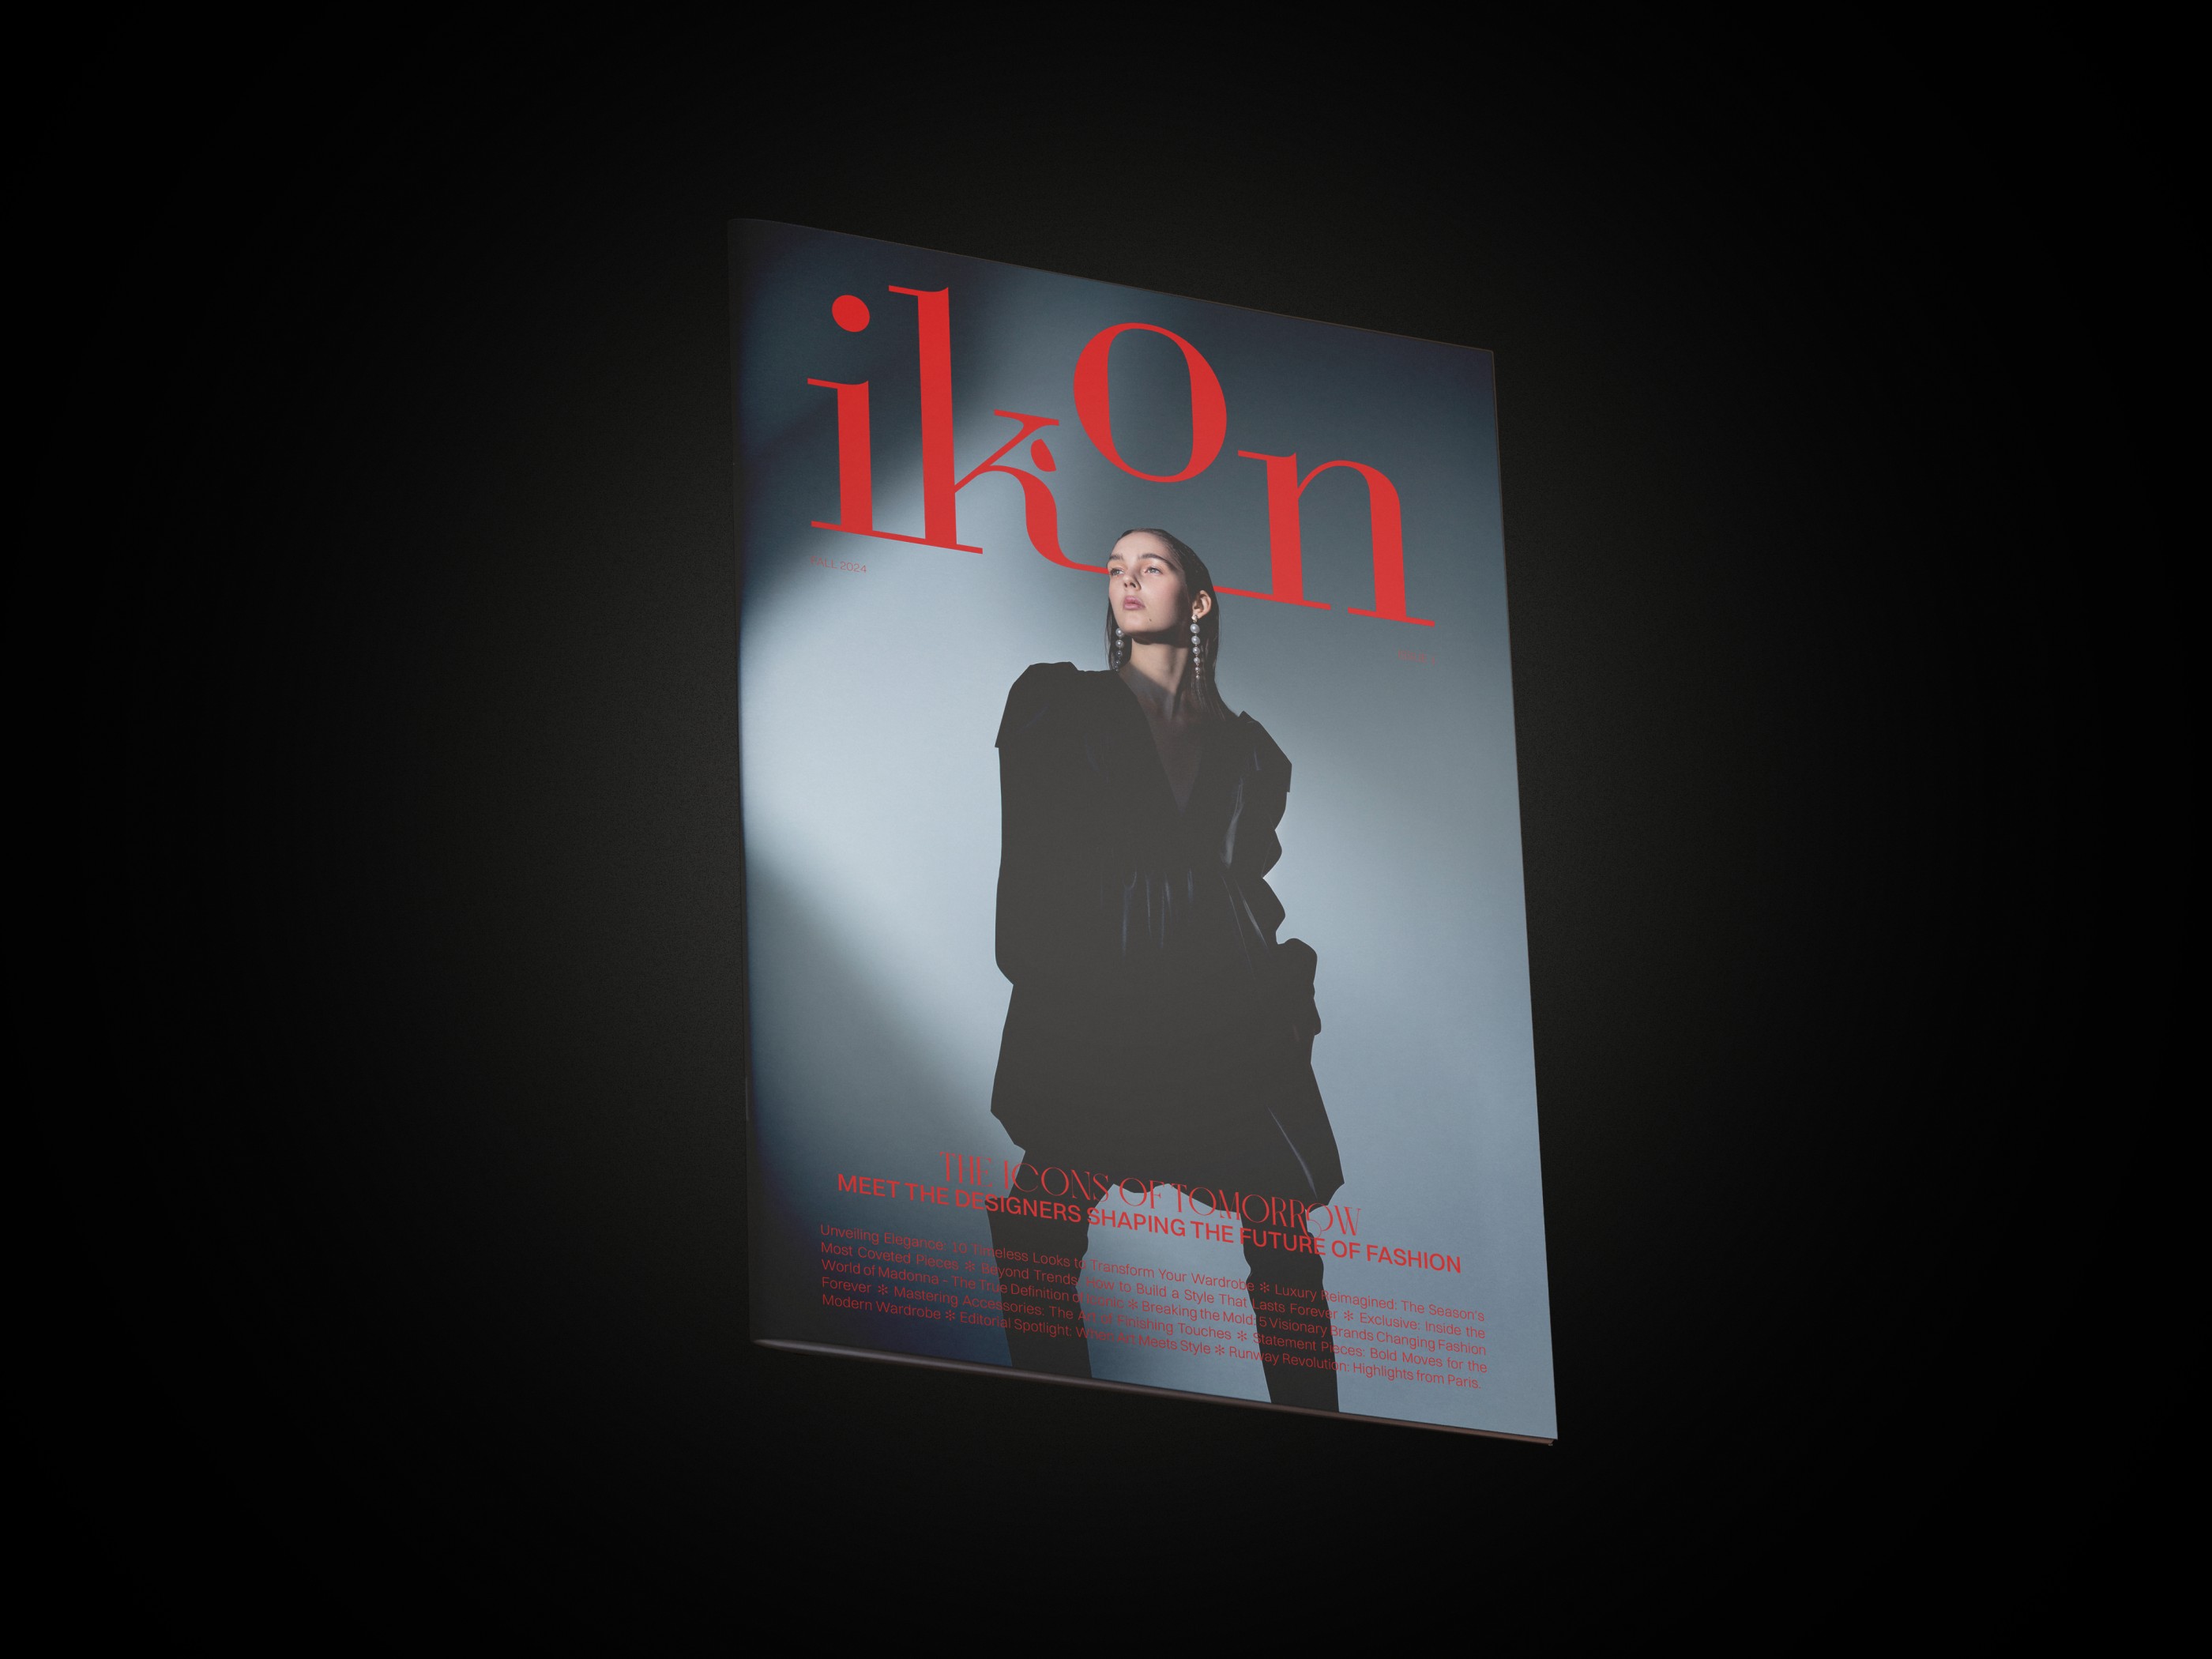 ikon
FALL 2024
THE ICONS OF TOMORROW
MEET THE DESIGNERS SHAPING THE FUTURE OF FASHION
Unveiling Elegance: 10 Timeless Looks to Transform Your Wardrobe ✻ Luxury Reimagined: The Season's
Most Coveted Pieces ✻ Beyond Trends: How to Build a Style That Lasts Forever ✻ Exclusive: Inside the
World of Madonna - The True Definition of Iconic ✻ Breaking the Mold: 5 Visionary Brands Changing Fashion
Forever ✻ Mastering Accessories: The Art of Finishing Touches ✻ Statement Pieces: Bold Moves for the
Modern Wardrobe ✻ Editorial Spotlight: When Art Meets Style ✻ Runway Revolution: Highlights from Paris.